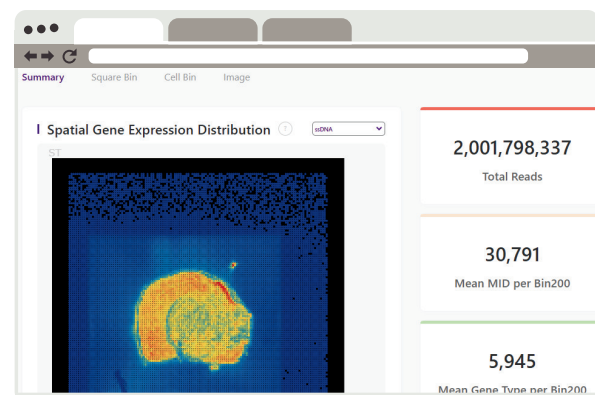 Summary Square Bin Cell Bin Image
Spatial Gene Expression Distribution
ssDNA
ST
2,001,798,337
Total Reads
30,791
Mean MID per Bin200
5,945
Mean Gene Type per Bin200